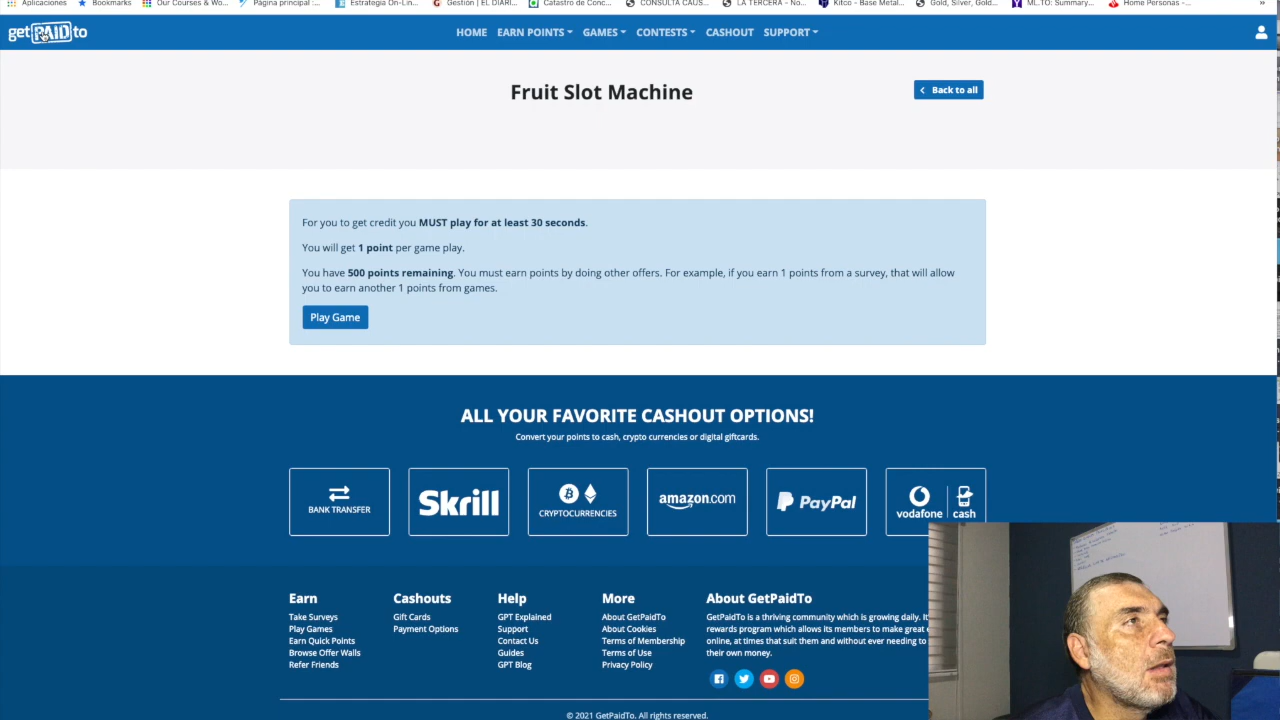 Aplicaciones Bookmarks Our Courses & Wo... Página principal :... Estrategia On-Lin... Gestión | EL DIARI... Catastro de Conc... CONSULTA CAUS... LA TERCERA - No... Kitco - Base Metal... Gold, Silver, Gold... ML.TO: Summary... Home Personas -... »
getPAIDto HOME EARN POINTS GAMES CONTESTS CASHOUT SUPPORT
Fruit Slot Machine
Back to all
For you to get credit you MUST play for at least 30 seconds.
You will get 1 point per game play.
You have 500 points remaining. You must earn points by doing other offers. For example, if you earn 1 points from a survey, that will allow
you to earn another 1 points from games.
Play Game
ALL YOUR FAVORITE CASHOUT OPTIONS!
Convert your points to cash, crypto currencies or digital giftcards.
BANK TRANSFER
Skrill
CRYPTOCURRENCIES
amazon.com
PayPal
vodafone cash
Earn
Take Surveys
Play Games
Earn Quick Points
Browse Offer Walls
Refer Friends
Cashouts
Gift Cards
Payment Options
Help
GPT Explained
Support
Contact Us
Guides
GPT Blog
More
About GetPaidTo
About Cookies
Terms of Membership
Terms of Use
Privacy Policy
About GetPaidTo
GetPaidTo is a thriving community which is growing daily. It
rewards program which allows its members to make great
online, at times that suit them and without ever needing to
their own money.
© 2021 GetPaidTo. All rights reserved.